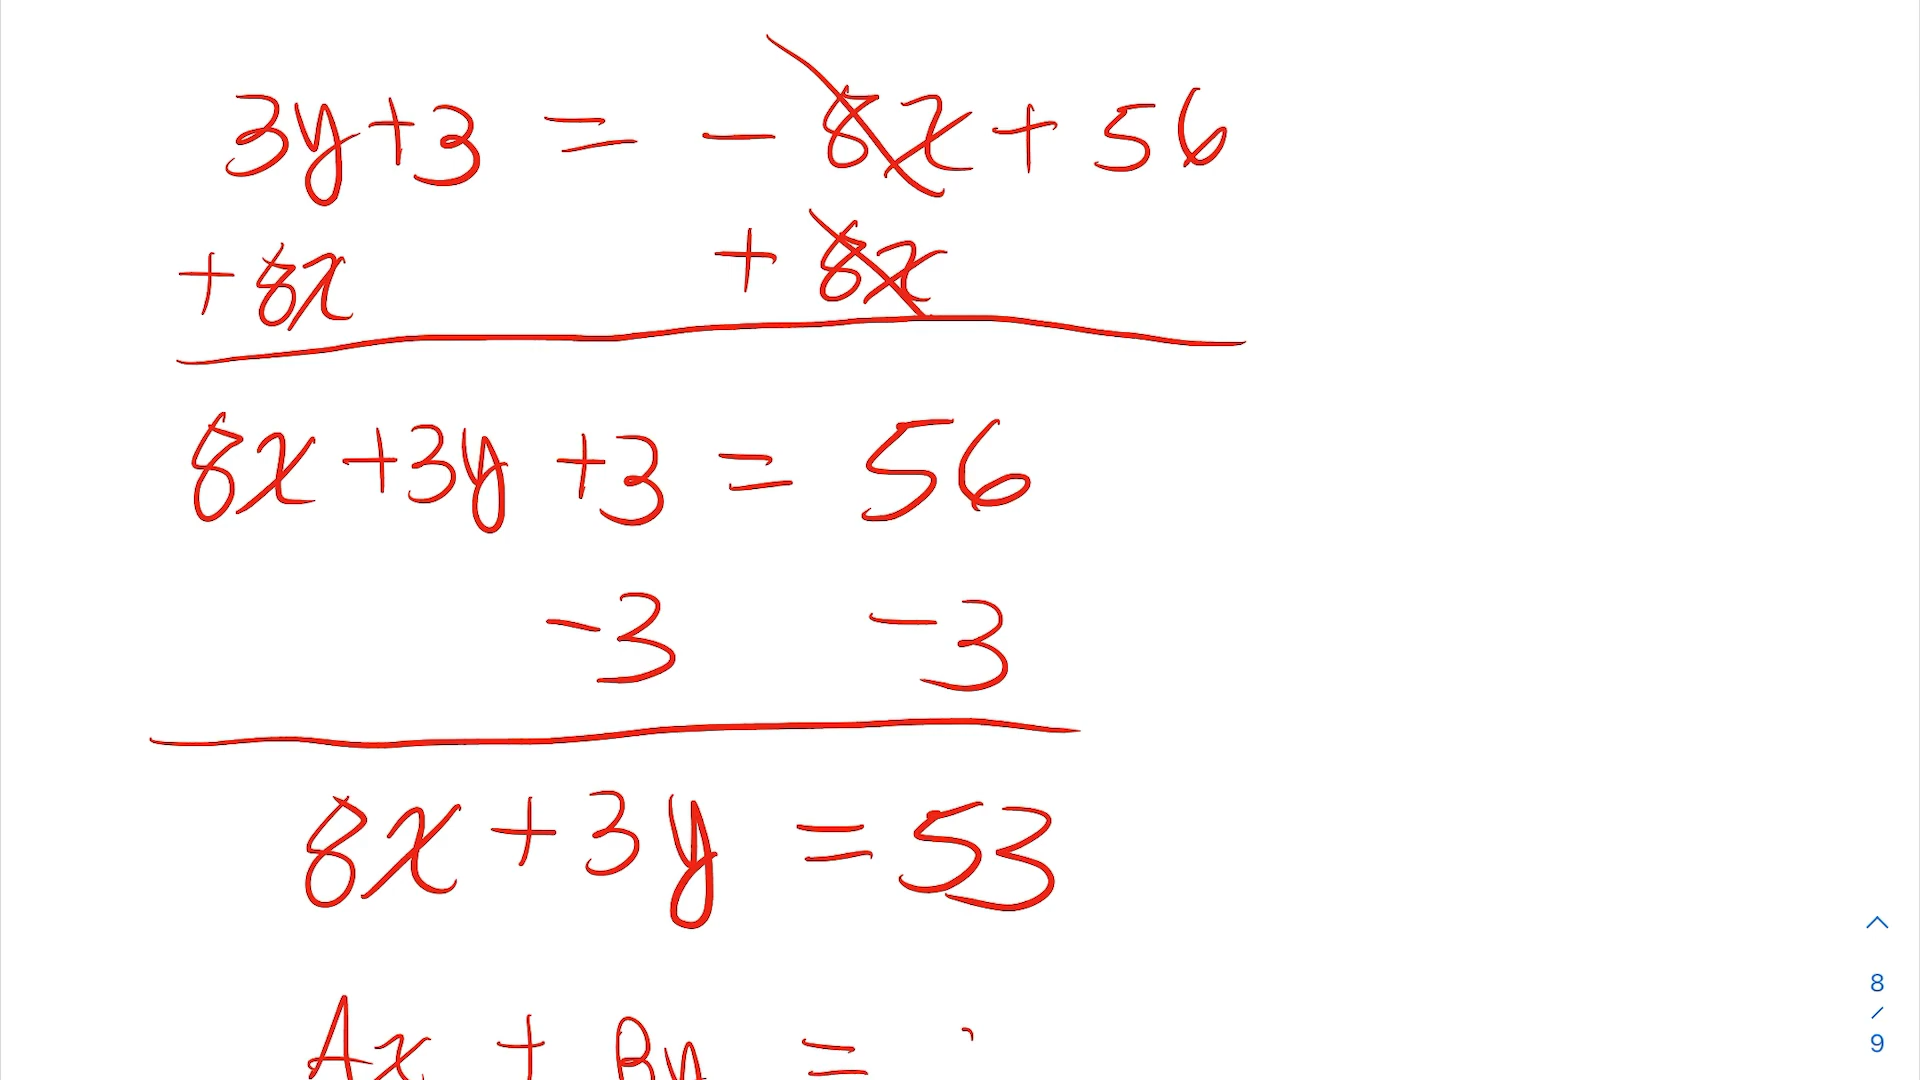 3y+3 = - 8x + 56
+ 8x + 8x
8x +3y +3 = 56
-3 -3
8x + 3y = 53
Ax + By =
8
/
9